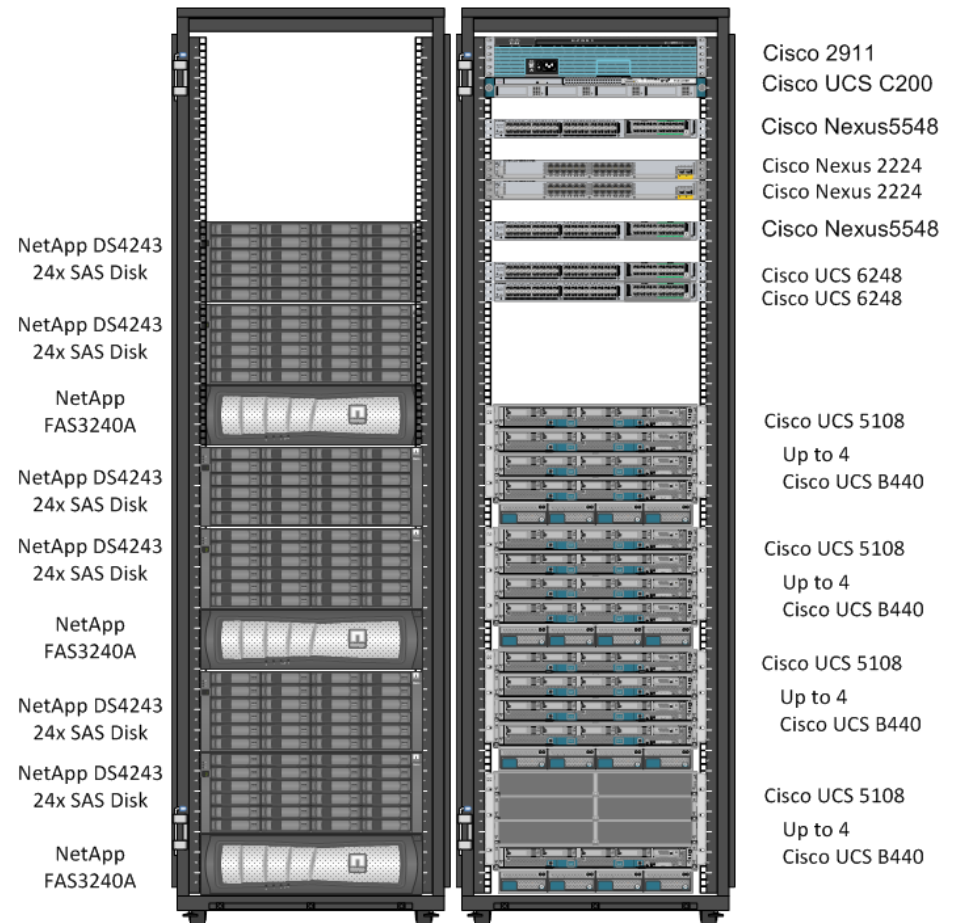 NetApp DS4243
24x SAS Disk
NetApp DS4243
24x SAS Disk
NetApp
FAS3240A
NetApp DS4243
24x SAS Disk
NetApp DS4243
24x SAS Disk
NetApp
FAS3240A
NetApp DS4243
24x SAS Disk
NetApp DS4243
24x SAS Disk
NetApp
FAS3240A
Cisco 2911
Cisco UCS C200
Cisco Nexus5548
Cisco Nexus 2224
Cisco Nexus 2224
Cisco Nexus5548
Cisco UCS 6248
Cisco UCS 6248
Cisco UCS 5108
Up to 4
Cisco UCS B440
Cisco UCS 5108
Up to 4
Cisco UCS B440
Cisco UCS 5108
Up to 4
Cisco UCS B440
Cisco UCS 5108
Up to 4
Cisco UCS B440